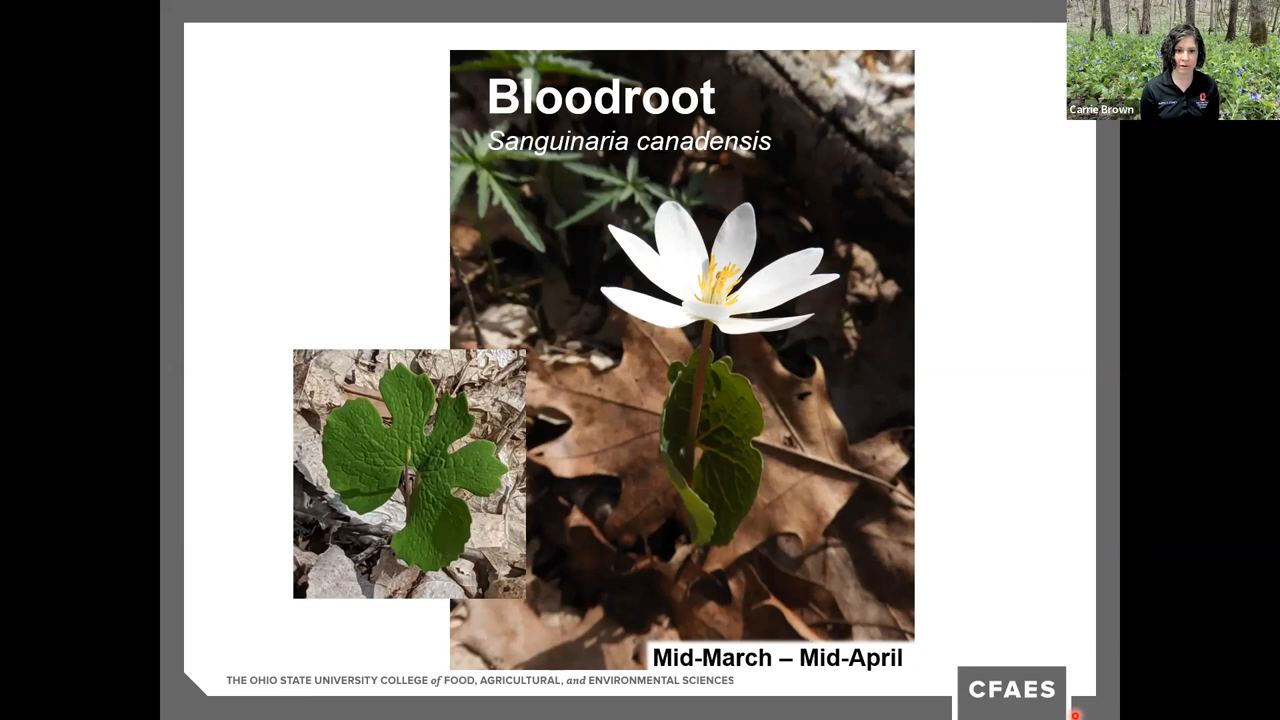 Bloodroot
Sanguinaria canadensis
Carrie Brown
Mid-March – Mid-April
THE OHIO STATE UNIVERSITY COLLEGE of FOOD, AGRICULTURAL, and ENVIRONMENTAL SCIENCES
CFAES